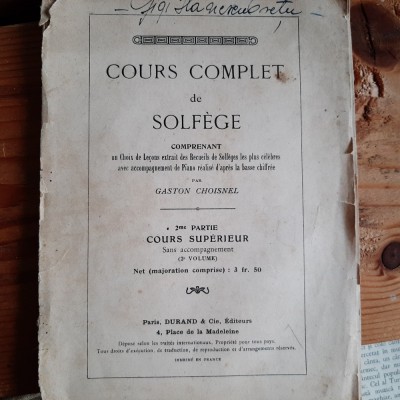 COURS COMPLET
de
SOLFÈGE
COMPRENANT
un Choix de Leçons extrait des Recueils de Solfèges les plus célèbres
avec accompagnement de Piano réalisé d'après la basse chiffrée
PAR
GASTON CHOISNEL
2me PARTIE
COURS SUPÉRIEUR
Sans accompagnement
Net (majoration comprise) : 3 fr. 50
Paris, DURAND & Cie, Éditeurs
4, Place de la Madeleine
Déposé selon les traités internationaux. Propriété pour tous pays.
Tous droits d'exécution, de traduction, de reproduction et d'arrangements réservés.
IMPRIMÉ EN FRANCE